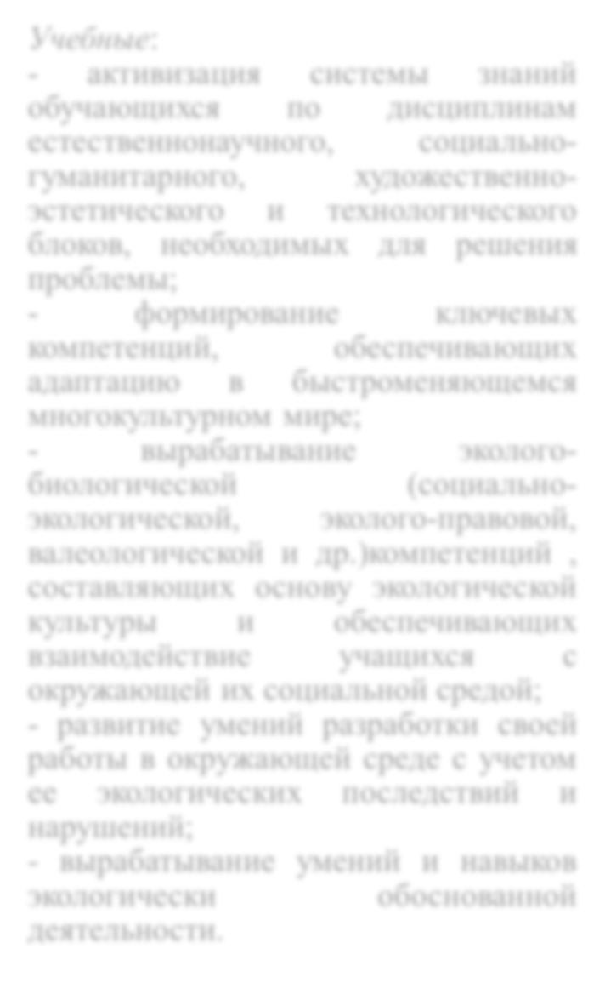 Учебные:
- активизация системы знаний
обучающихся по дисциплинам
естественнонаучного, социально-
гуманитарного, художественно-
эстетического и технологического
блоков, необходимых для решения
проблемы;
- формирование ключевых
компетенций, обеспечивающих
адаптацию в быстроменяющемся
многокультурном мире;
- вырабатывание эколого-
биологической (социально-
экологической, эколого-правовой,
валеологической и др.)компетенций ,
составляющих основу экологической
культуры и обеспечивающих
взаимодействие учащихся с
окружающей их социальной средой;
- развитие умений разработки своей
работы в окружающей среде с учетом
ее экологических последствий и
нарушений;
- вырабатывание умений и навыков
экологически обоснованной
деятельности.